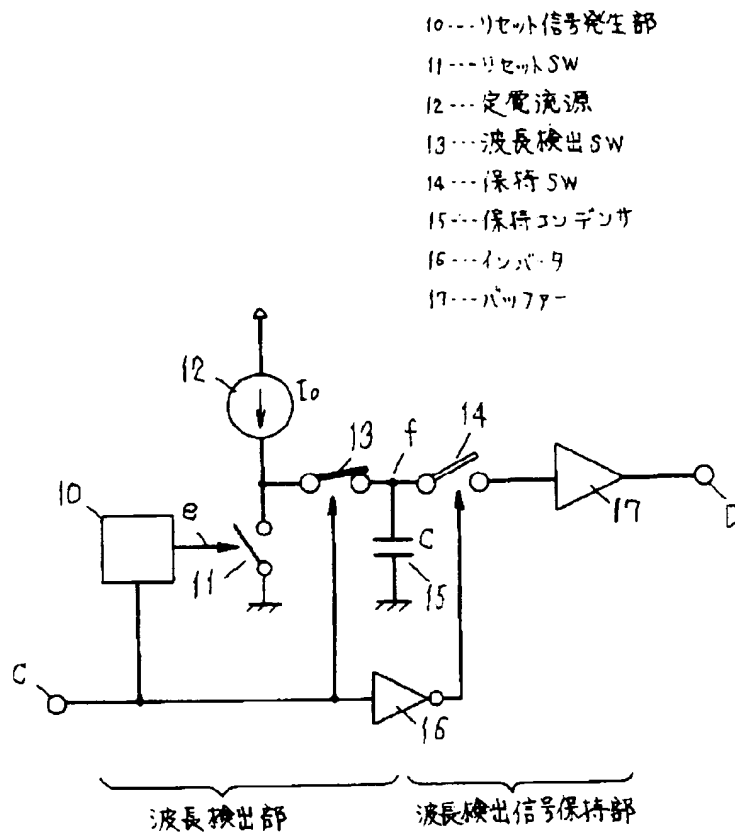 10---リセット信号発生部
11---リセットSW
12---定電流源
13---波長検出SW
14---保持SW
15---保持コンデンサ
16---インバータ
17---バッファー
12
I0
14
13
f
10
e
17
D
11
C
15
C
16
波長検出部
波長検出信号保持部